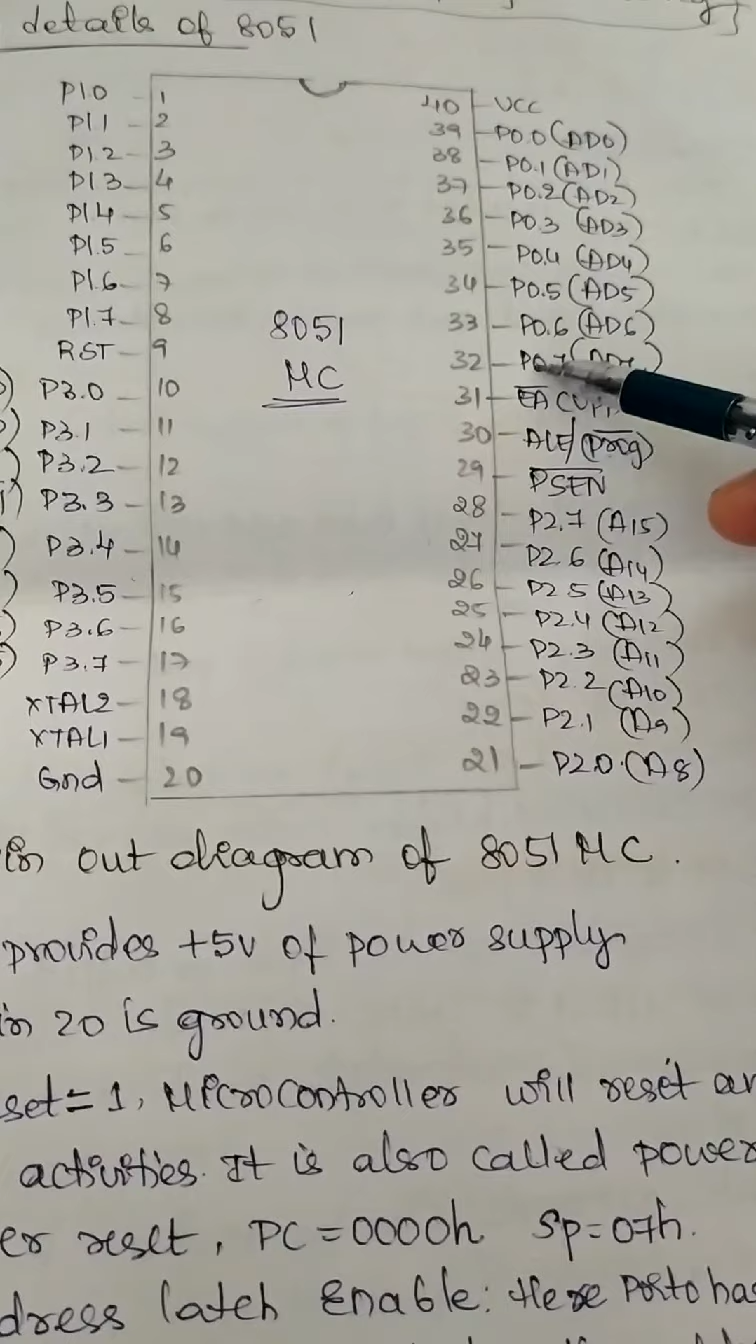 details of 8051
P1.0 1 40 VCC
P1.1 2 39 P0.0 (AD0)
P1.2 3 38 P0.1 (AD1)
P1.3 4 37 P0.2 (AD2)
P1.4 5 36 P0.3 (AD3)
P1.5 6 35 P0.4 (AD4)
P1.6 7 34 P0.5 (AD5)
P1.7 8 33 P0.6 (AD6)
8051
MC
RST 9 32
P3.0 10 31 EA
P3.1 11 30 ALE/(Prog)
P3.2 12 29 PSEN
P3.3 13 28 P2.7 (A15)
P3.4 14 27 P2.6 (A14)
P3.5 15 26 P2.5 (A13)
P3.6 16 25 P2.4 (A12)
P3.7 17 24 P2.3 (A11)
XTAL2 18 23 P2.2 (A10)
XTAL1 19 22 P2.1 (A9)
Gnd 20 21 P2.0 (A8)
out diagram of 8051 MC.
provides +5V of power supply
20 is ground.
set = 1, Microcontroller will reset
activities. It is also called power
reset, PC = 0000h SP = 07h.
latch Enable: Here Porto has